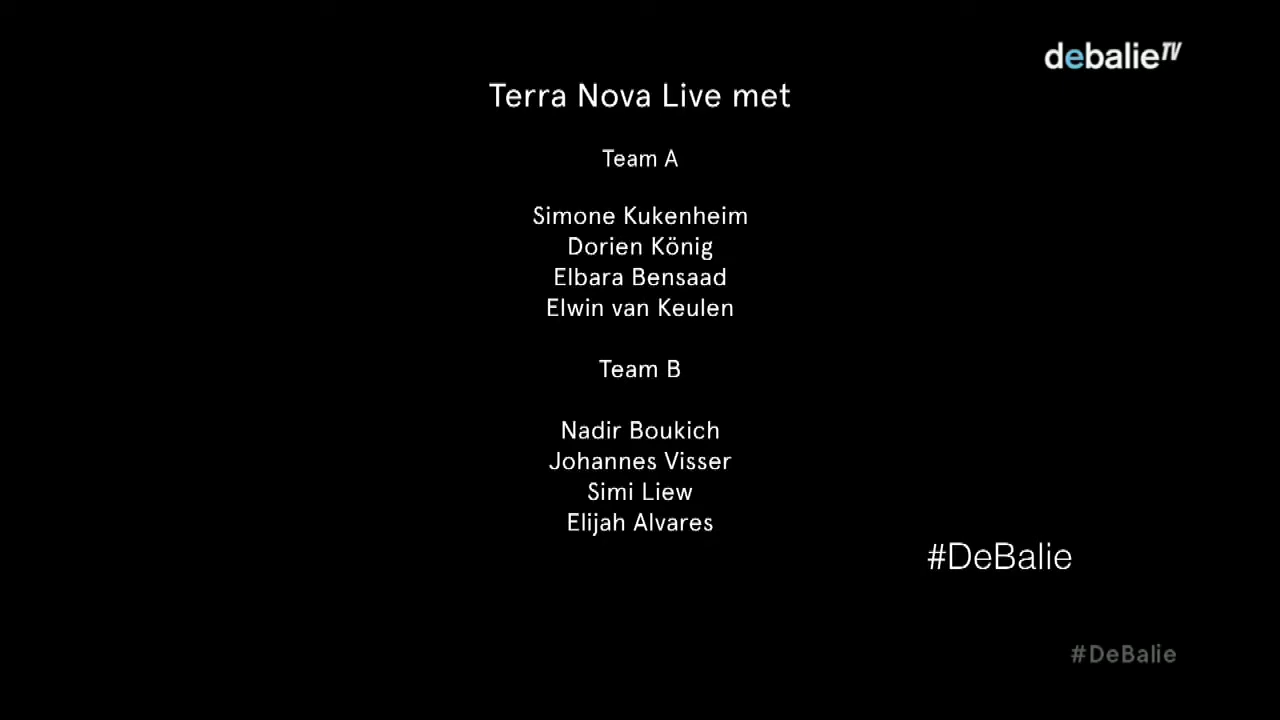 debalieTV
Terra Nova Live met
Team A
Simone Kukenheim
Dorien König
Elbara Bensaad
Elwin van Keulen
Team B
Nadir Boukich
Johannes Visser
Simi Liew
Elijah Alvares
#DeBalie
#DeBalie